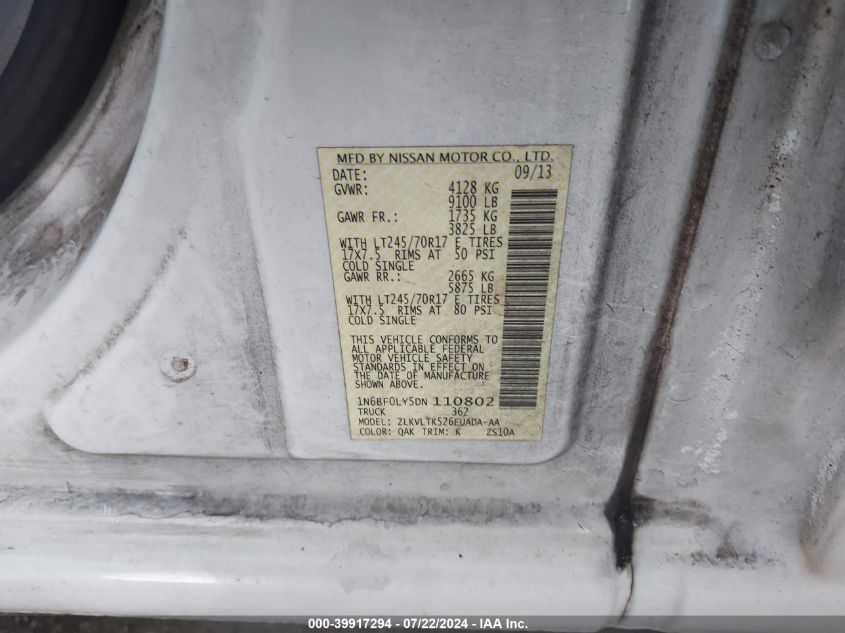 MFD BY NISSAN MOTOR CO., LTD.
DATE: 09/13
GVWR: 4128 KG
9100 LB
GAWR FR.: 1735 KG
3825 LB
WITH LT245/70R17 E TIRES
17X7.5 RIMS AT 50 PSI
COLD SINGLE
GAWR RR.: 2665 KG
5875 LB
WITH LT245/70R17 E TIRES
17X7.5 RIMS AT 80 PSI
COLD SINGLE
THIS VEHICLE CONFORMS TO
ALL APPLICABLE FEDERAL
MOTOR VEHICLE SAFETY
STANDARDS IN EFFECT ON
THE DATE OF MANUFACTURE
SHOWN ABOVE.
1N6BF0LY5DN 110802
TRUCK 362
MODEL: ZLKVLTK526EUADA-AA
COLOR: QAK TRIM: K ZS10A
000-39917294 - 07/22/2024 - IAA Inc.